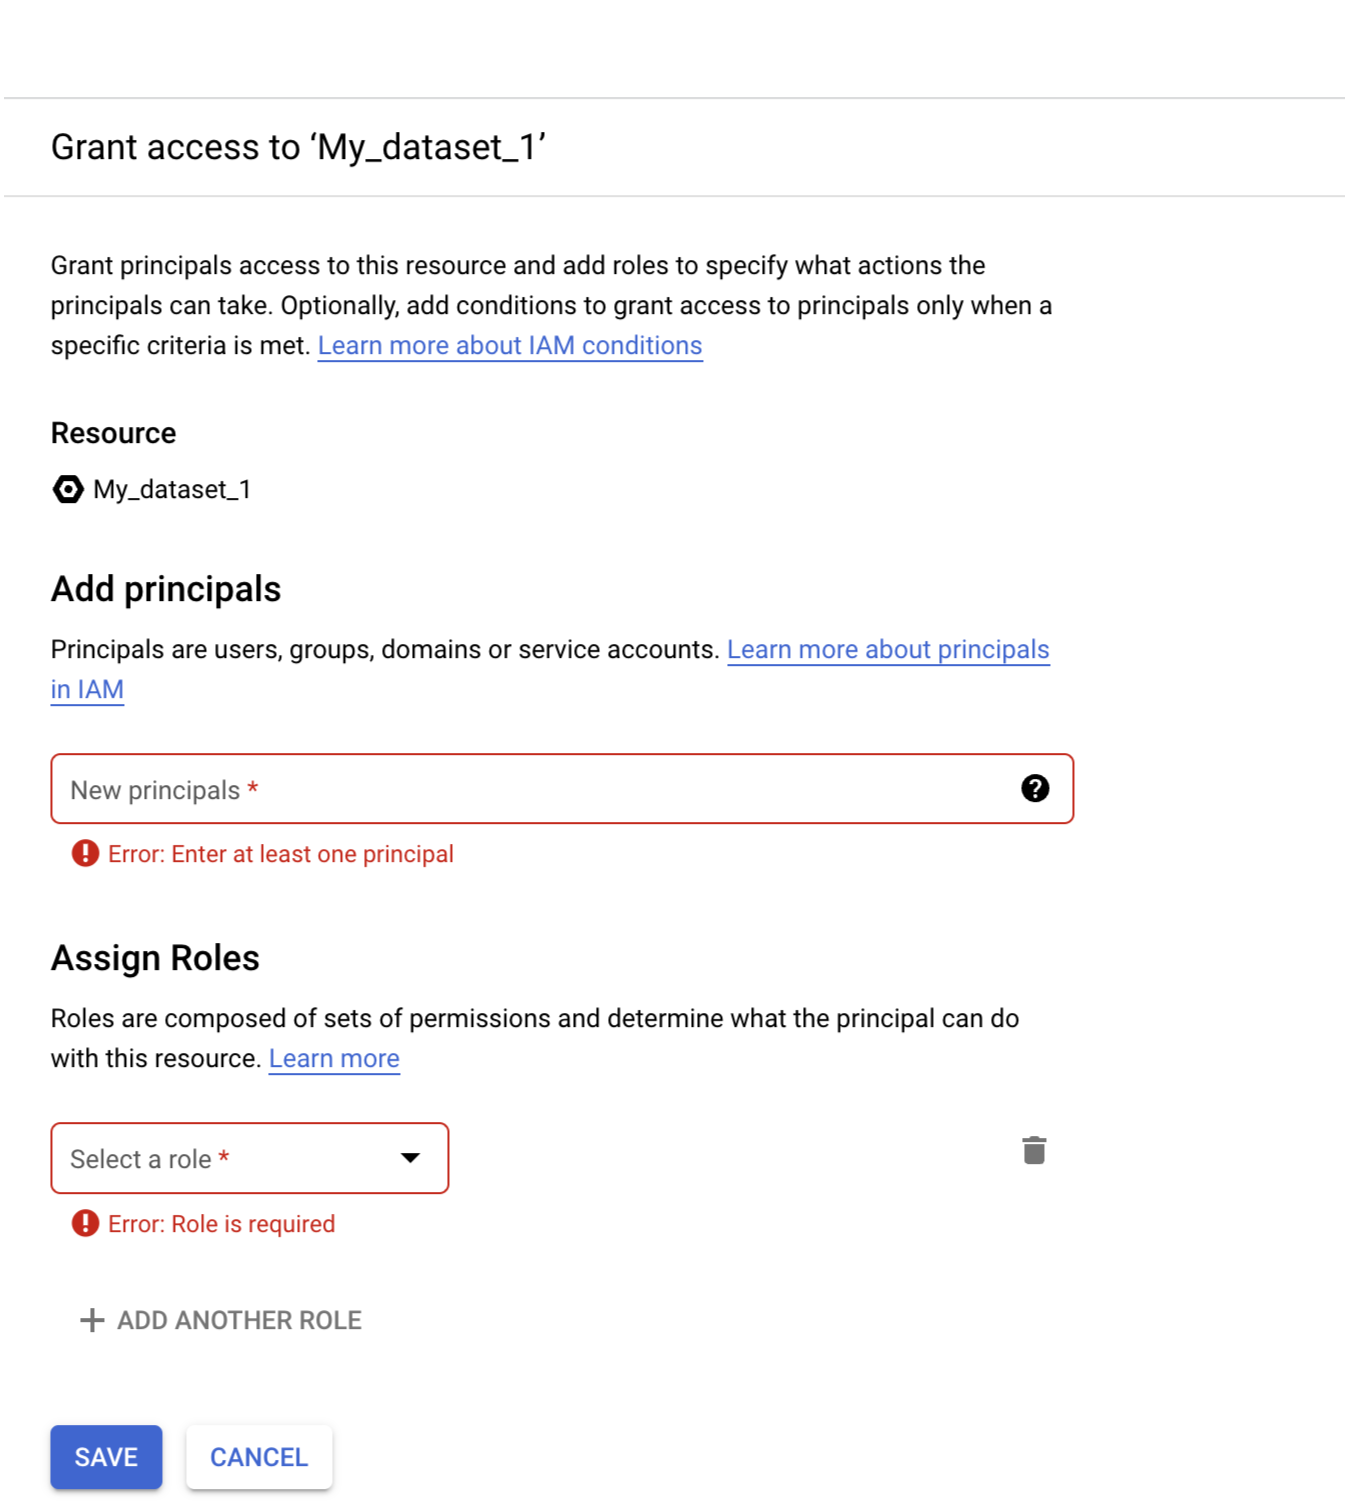 Grant access to ‘My_dataset_1’
Grant principals access to this resource and add roles to specify what actions the
principals can take. Optionally, add conditions to grant access to principals only when a
specific criteria is met. Learn more about IAM conditions
Resource
My_dataset_1
Add principals
Principals are users, groups, domains or service accounts. Learn more about principals
in IAM
New principals *
Error: Enter at least one principal
Assign Roles
Roles are composed of sets of permissions and determine what the principal can do
with this resource. Learn more
Select a role *
Error: Role is required
+ ADD ANOTHER ROLE
SAVE CANCEL